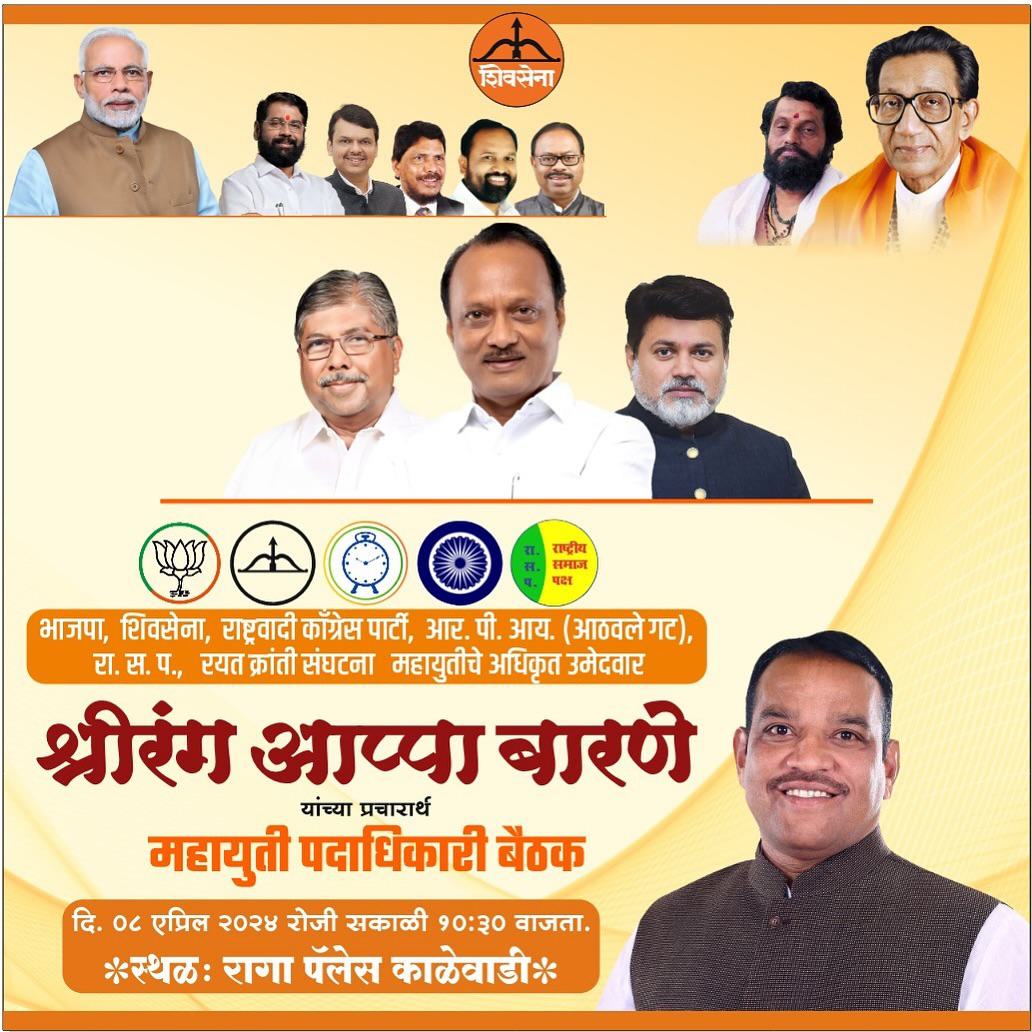 शिवसेना
रा. राष्ट्रीय
स. समाज
प. पक्ष
भाजपा, शिवसेना, राष्ट्रवादी काँग्रेस पार्टी, आर. पी. आय. (आठवले गट),
रा. स. प., रयत क्रांती संघटना महायुतीचे अधिकृत उमेदवार
श्रीरंग आप्पा बारणे
यांच्या प्रचारार्थ
महायुती पदाधिकारी बैठक
दि. ०८ एप्रिल २०२४ रोजी सकाळी १०:३० वाजता.
*स्थळ: रागा पॅलेस काळेवाडी*